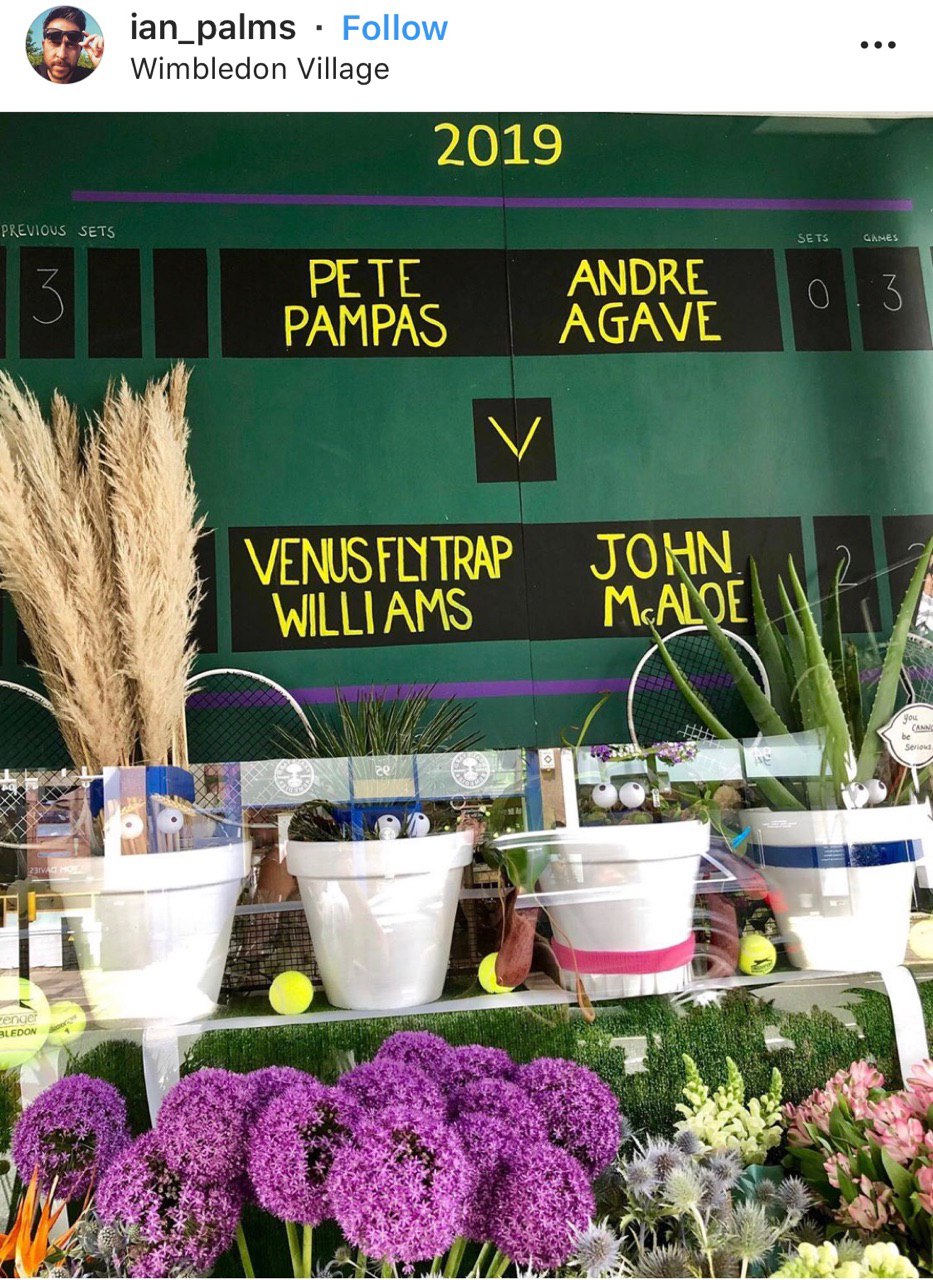 ian_palms · Follow
Wimbledon Village
2019
PREVIOUS SETS
SETS GAMES
3
PETE
PAMPAS
ANDRE
AGAVE
0 3
V
VENUS FLYTRAP
WILLIAMS
JOHN
McALOE
2
you
be
Serious